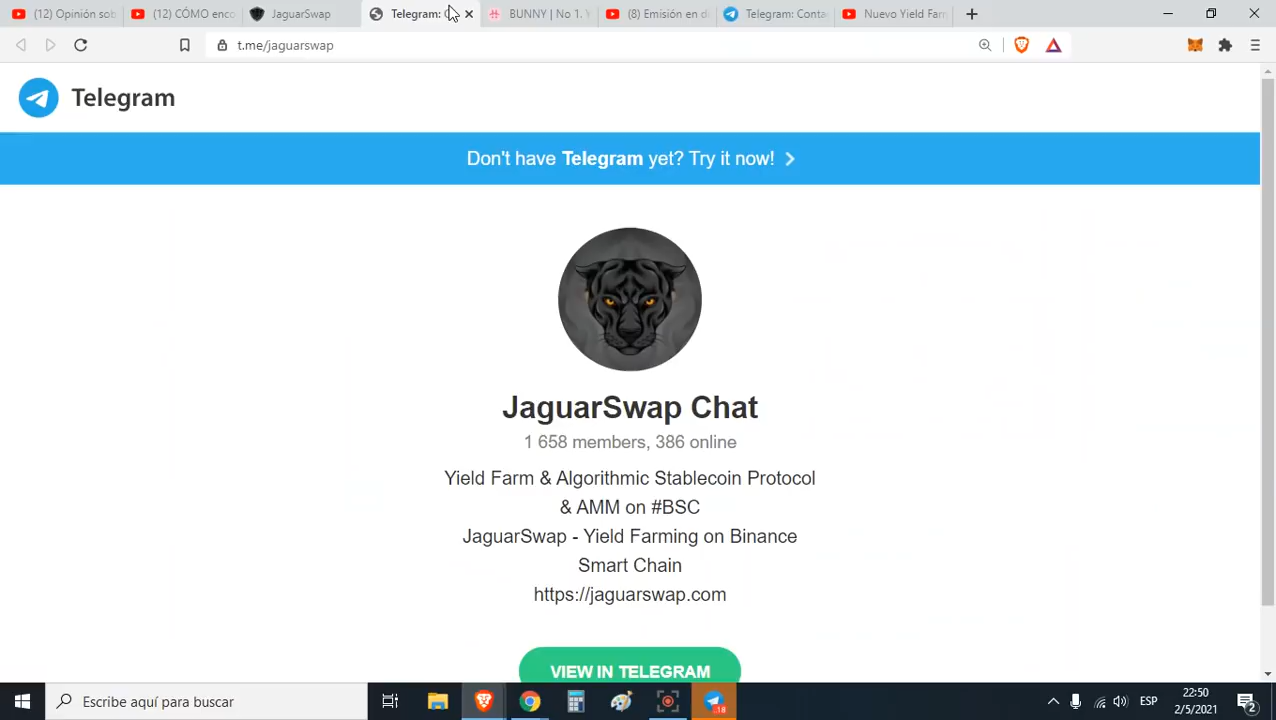 (12) Opinión sob
(12) CÓMO enco
JaguarSwap
Telegram: C
BUNNY | No 1. Y
(8) Emisión en d
Telegram: Conta
Nuevo Yield Farm
t.me/jaguarswap
Telegram
Don't have Telegram yet? Try it now!
JaguarSwap Chat
1 658 members, 386 online
Yield Farm & Algorithmic Stablecoin Protocol
& AMM on #BSC
JaguarSwap - Yield Farming on Binance
Smart Chain
https://jaguarswap.com
VIEW IN TELEGRAM
Escribe aquí para buscar
18
ESP
22:50
2/5/2021
2